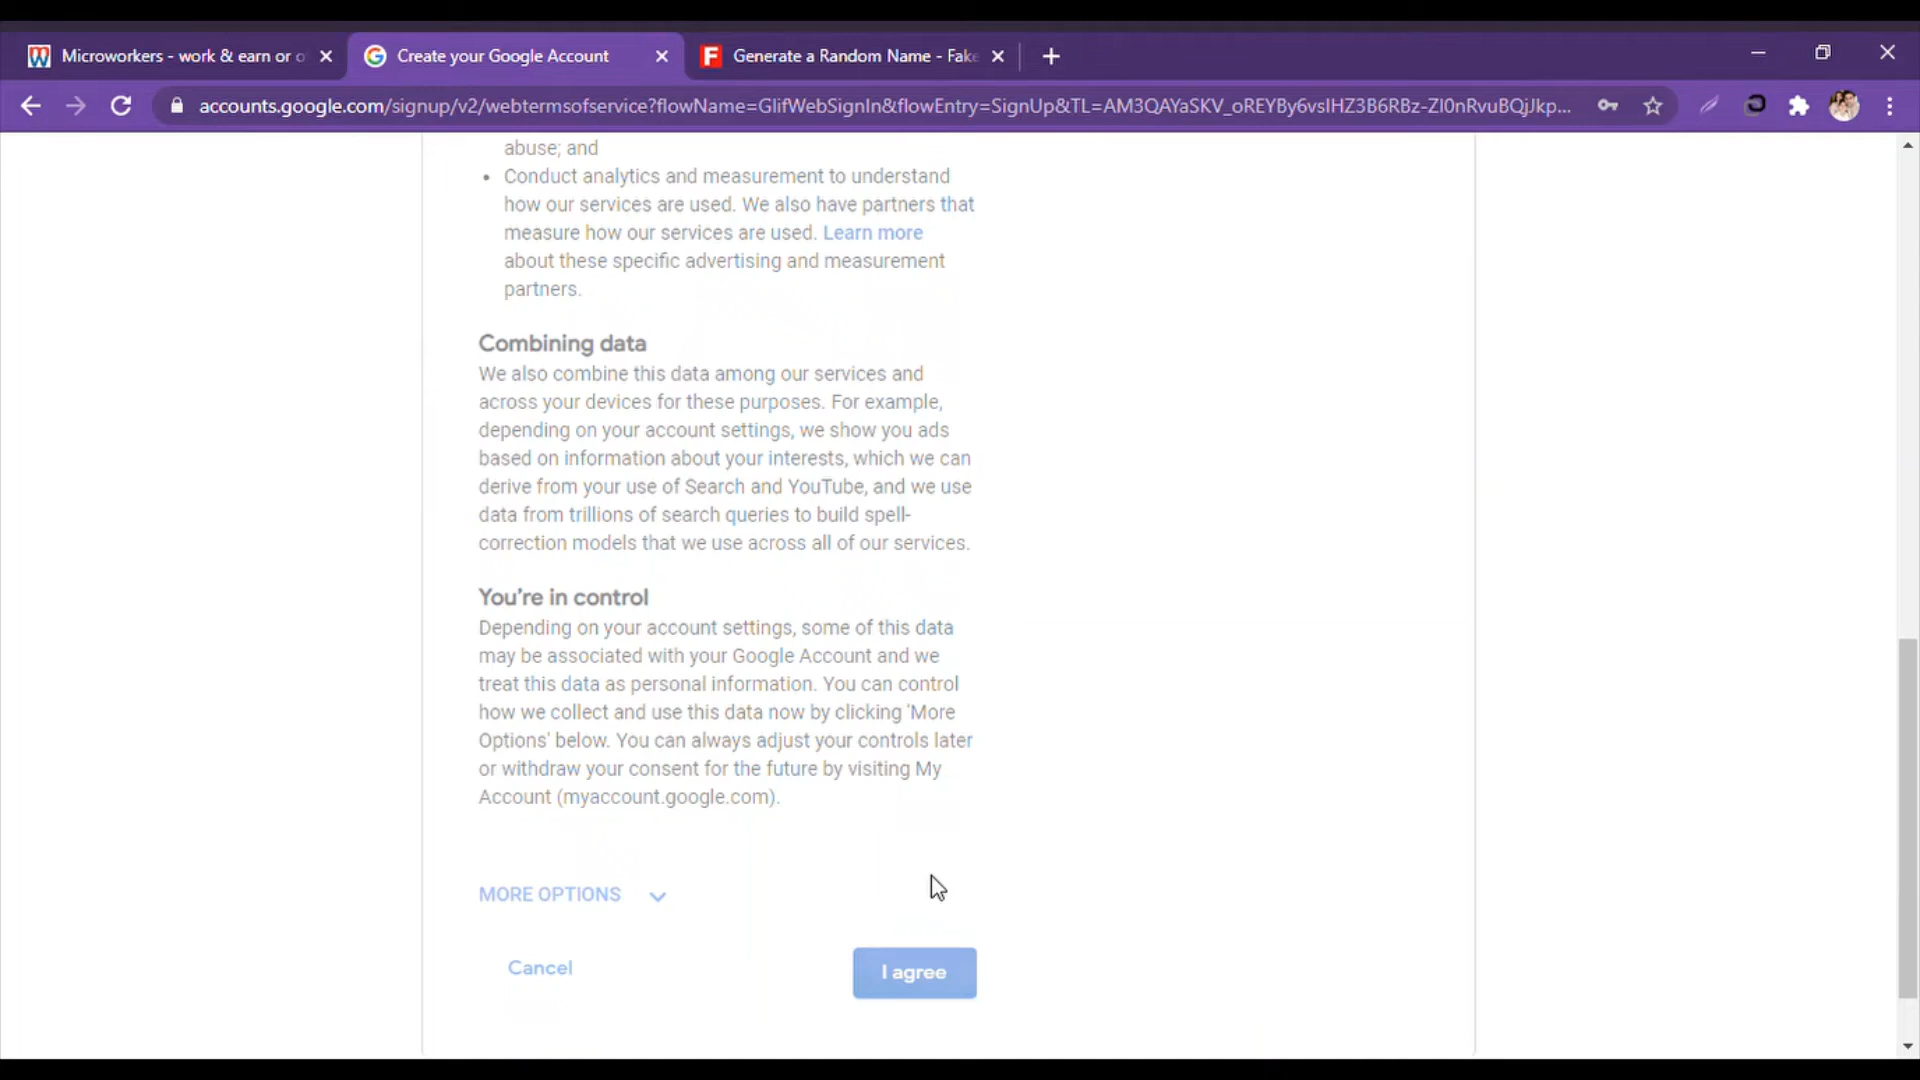 Microworkers - work & earn or o
Create your Google Account
Generate a Random Name - Fake
accounts.google.com/signup/v2/webtermsofservice?flowName=GlifWebSignIn&flowEntry=SignUp&TL=AM3QAYaSKV_oREYBy6vsIHZ3B6RBz-ZI0nRvuBQjJkp...
abuse; and
• Conduct analytics and measurement to understand
how our services are used. We also have partners that
measure how our services are used. Learn more
about these specific advertising and measurement
partners.
Combining data
We also combine this data among our services and
across your devices for these purposes. For example,
depending on your account settings, we show you ads
based on information about your interests, which we can
derive from your use of Search and YouTube, and we use
data from trillions of search queries to build spell-
correction models that we use across all of our services.
You're in control
Depending on your account settings, some of this data
may be associated with your Google Account and we
treat this data as personal information. You can control
how we collect and use this data now by clicking 'More
Options' below. You can always adjust your controls later
or withdraw your consent for the future by visiting My
Account (myaccount.google.com).
MORE OPTIONS
Cancel
I agree